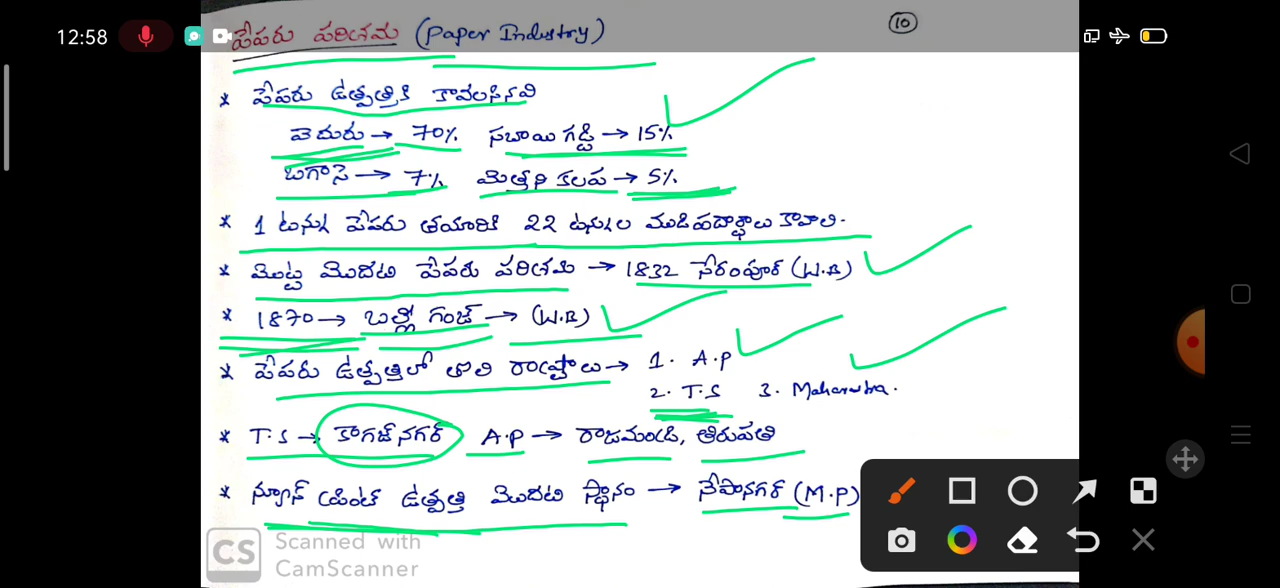 12:58
పేపరు పరిశ్రమ (Paper Industry)
10
* పేపరు ఉత్పత్తికి కావలసినవి
వెదురు → 70% సబాయి గడ్డి → 15%
బగాసె → 7% మెత్తని కలప → 5%
* 1 టన్ను పేపరు తయారికి 22 టన్నుల ముడిపదార్థాలు కావాలి.
* మొట్ట మొదటి పేపరు పరిశ్రమ → 1832 సేరంపూర్ (W.B)
* 1870 → బల్లీ గంజ్ → (W.B)
* పేపరు ఉత్పత్తిలో తొలి రాష్ట్రాలు → 1. A.P
2. T.S 3. Maharastra.
* T.S → కాగజ్ నగర్ A.P → రాజమండ్రి, తిరుపతి
* న్యూస్ ప్రింట్ ఉత్పత్తి మొదటి స్థానం → నేపానగర్ (M.P)
CS Scanned with
CamScanner